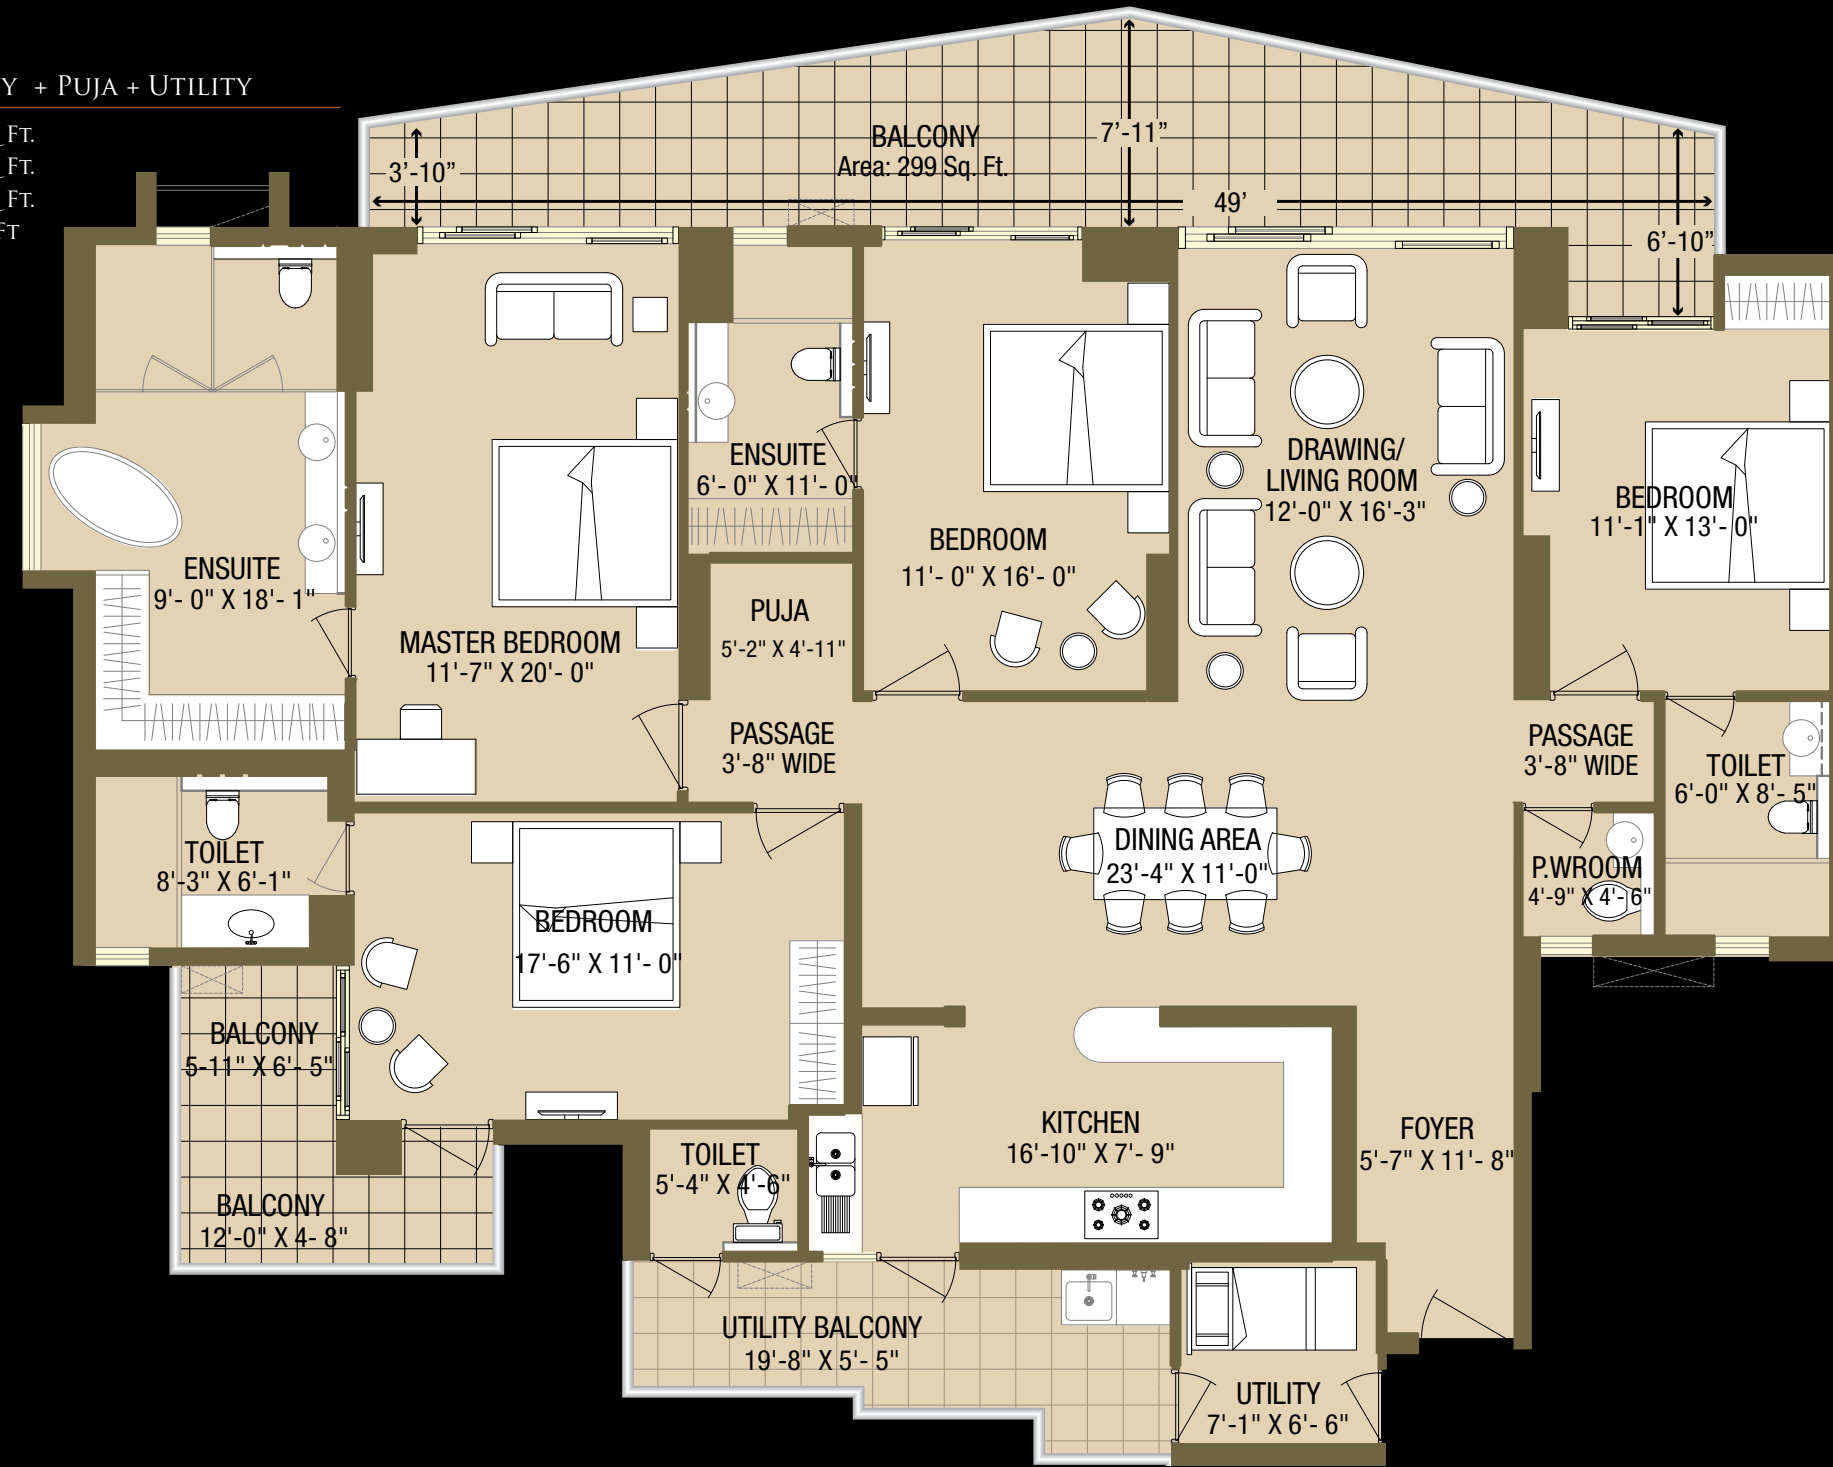 Y + PUJA + UTILITY
FT.
FT.
FT.
FT
BALCONY
Area: 299 Sq. Ft.
3'-10"
7'-11"
49'
6'-10"
ENSUITE
9'- 0" X 18'- 1"
MASTER BEDROOM
11'-7" X 20'- 0"
ENSUITE
6'- 0" X 11'- 0"
PUJA
5'-2" X 4'-11"
BEDROOM
11'- 0" X 16'- 0"
DRAWING/
LIVING ROOM
12'-0" X 16'-3"
BEDROOM
11'-1" X 13'- 0"
PASSAGE
3'-8" WIDE
PASSAGE
3'-8" WIDE
TOILET
6'-0" X 8'- 5"
TOILET
8'-3" X 6'-1"
DINING AREA
23'-4" X 11'-0"
P.WROOM
4'-9" X 4'- 6"
BEDROOM
17'-6" X 11'- 0"
BALCONY
5-11" X 6'- 5"
BALCONY
12'-0" X 4- 8"
TOILET
5'-4" X 4'-6"
KITCHEN
16'-10" X 7'- 9"
FOYER
5'-7" X 11'- 8"
UTILITY BALCONY
19'-8" X 5'- 5"
UTILITY
7'-1" X 6'- 6"